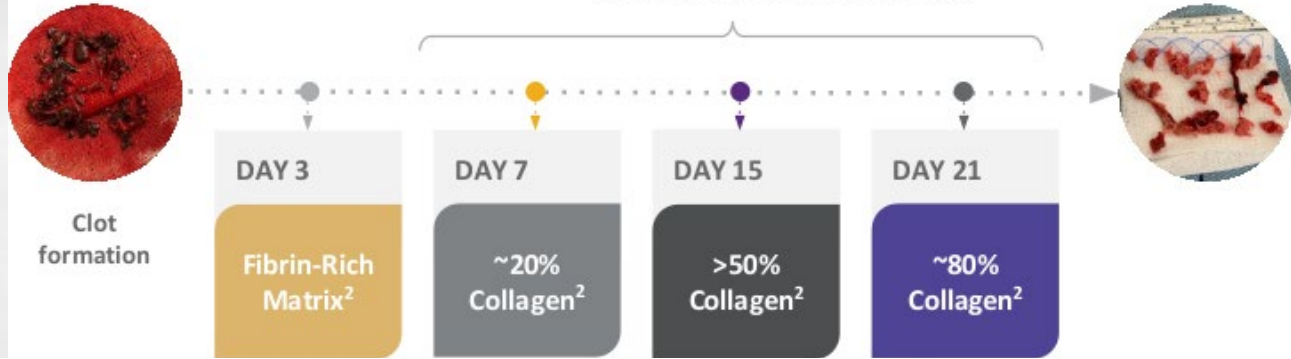 DAY 3
DAY 7
DAY 15
DAY 21
Clot
formation
Fibrin-Rich
Matrix²
~20%
Collagen²
>50%
Collagen²
~80%
Collagen²